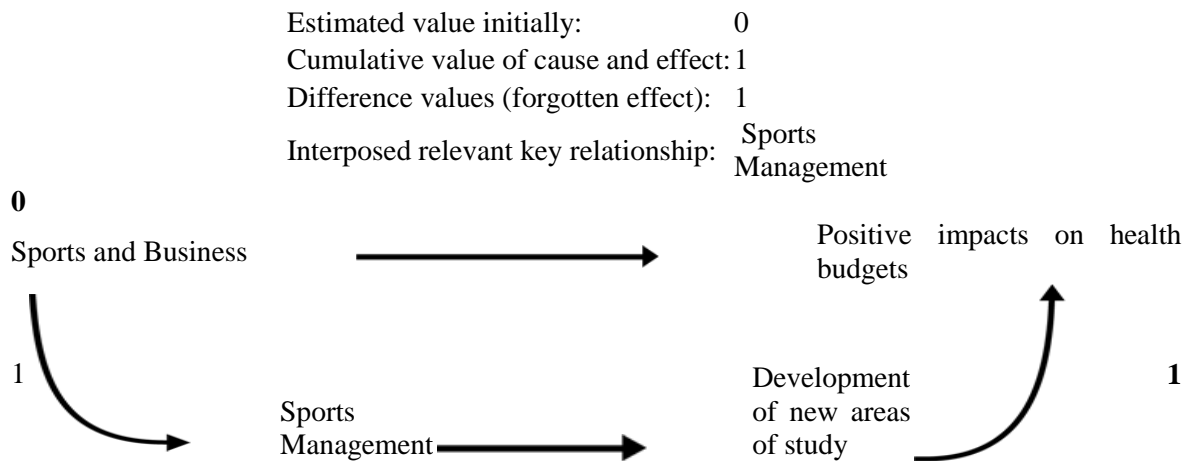 Estimated value initially: 0
Cumulative value of cause and effect: 1
Difference values (forgotten effect): 1
Interposed relevant key relationship: Sports
Management
0
Sports and Business
Positive impacts on health
budgets
1
Sports
Management
Development
of new areas
of study
1